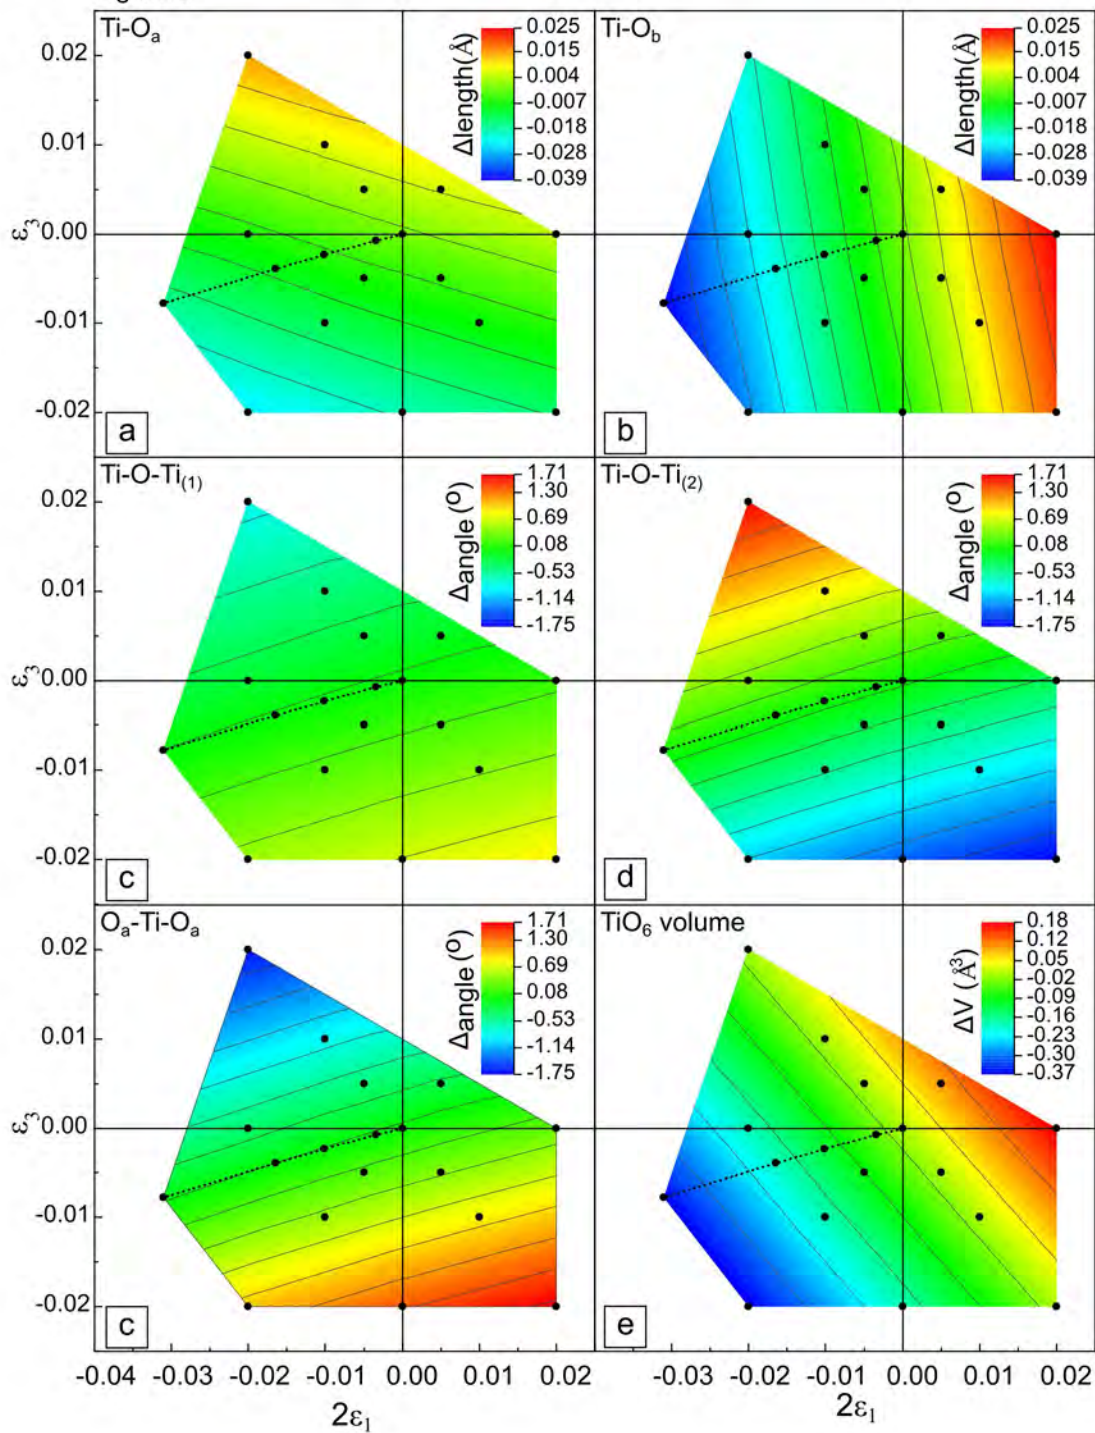 Ti-Oa
Δlength(Å)
0.025
0.015
0.004
-0.007
-0.018
-0.028
-0.039
Ti-Ob
Δlength(Å)
0.025
0.015
0.004
-0.007
-0.018
-0.028
-0.039
0.02
0.01
0.00
-0.01
-0.02
ε3
a
b
Ti-O-Ti(1)
Δangle(º)
1.71
1.30
0.69
0.08
-0.53
-1.14
-1.75
Ti-O-Ti(2)
Δangle(º)
1.71
1.30
0.69
0.08
-0.53
-1.14
-1.75
0.02
0.01
0.00
-0.01
-0.02
ε3
c
d
Oa-Ti-Oa
Δangle(º)
1.71
1.30
0.69
0.08
-0.53
-1.14
-1.75
TiO6 volume
ΔV (Å3)
0.18
0.12
0.05
-0.02
-0.09
-0.16
-0.23
-0.30
-0.37
0.02
0.01
0.00
-0.01
-0.02
ε3
c
e
-0.04 -0.03 -0.02 -0.01 0.00 0.01 0.02
-0.03 -0.02 -0.01 0.00 0.01 0.02
2ε1
2ε1